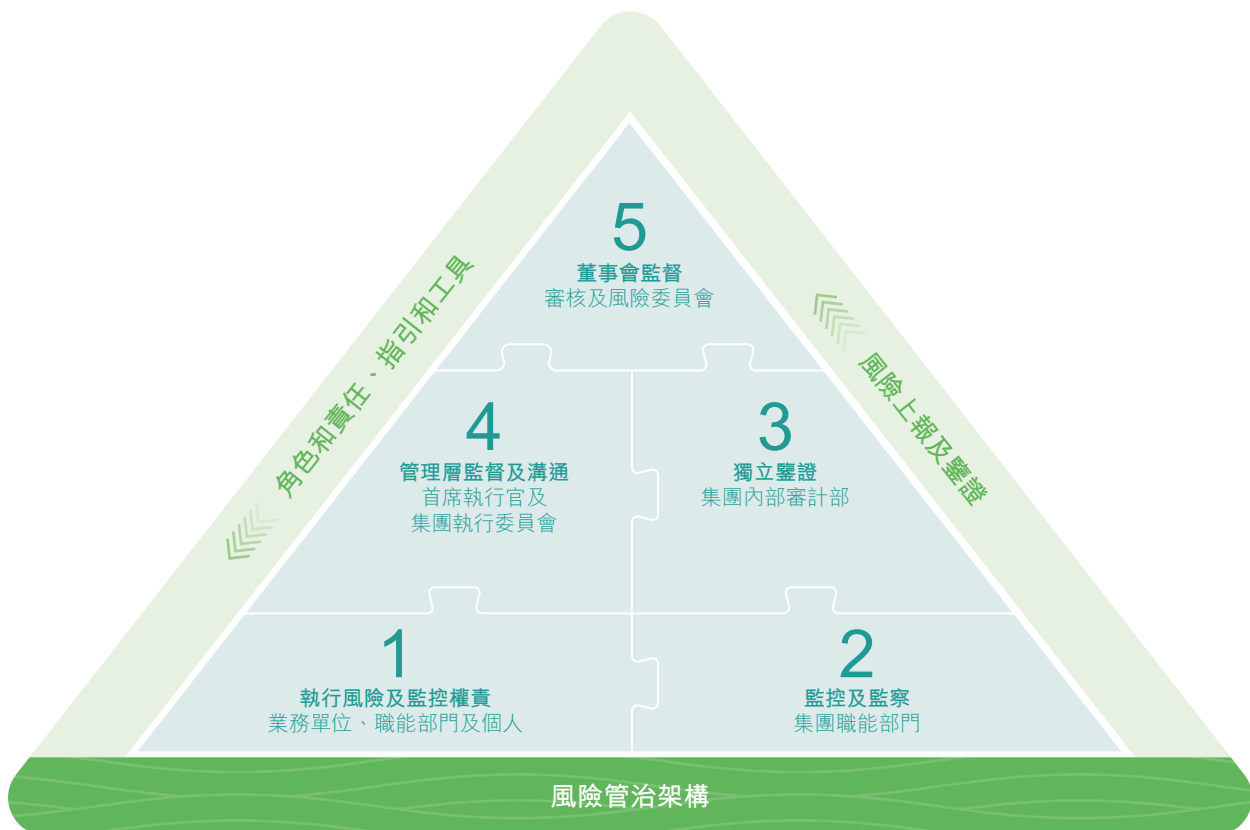 5
董事會監督
審核及風險委員會
角色和責任、指引和工具
風險上報及鑒證
4
管理層監督及溝通
首席執行官及
集團執行委員會
3
獨立鑒證
集團內部審計部
1
執行風險及監控權責
業務單位、職能部門及個人
2
監控及監察
集團職能部門
風險管治架構